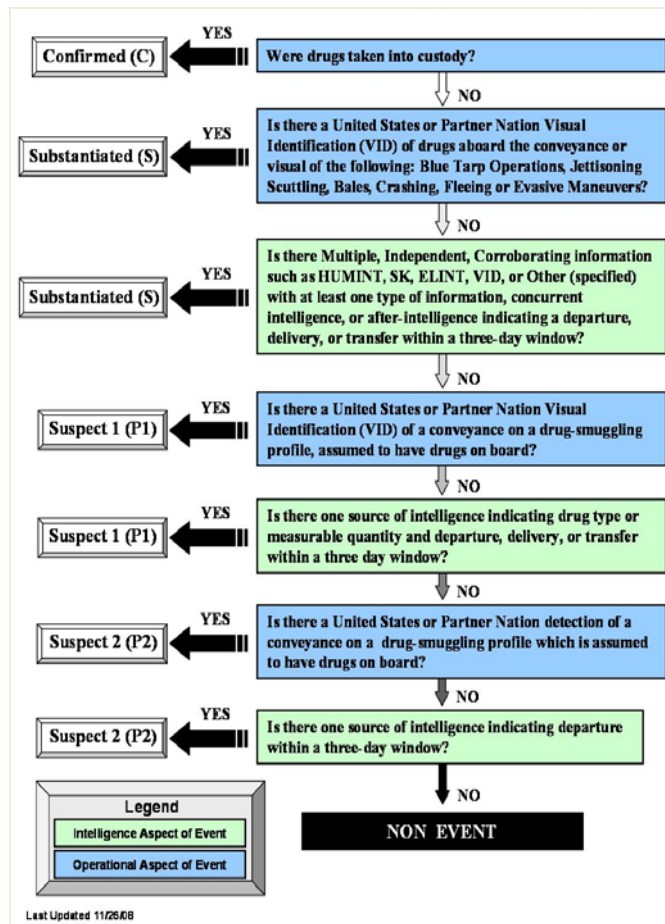 YES
Confirmed (C)
Were drugs taken into custody?
NO
YES
Substantiated (S)
Is there a United States or Partner Nation Visual
Identification (VID) of drugs aboard the conveyance or
visual of the following: Blue Tarp Operations, Jettisoning
Scuttling, Bales, Crashing, Fleeing or Evasive Maneuvers?
NO
YES
Substantiated (S)
Is there Multiple, Independent, Corroborating information
such as HUMINT, SK, ELINT, VID, or Other (specified)
with at least one type of information, concurrent
intelligence, or after-intelligence indicating a departure,
delivery, or transfer within a three-day window?
NO
YES
Suspect 1 (P1)
Is there a United States or Partner Nation Visual
Identification (VID) of a conveyance on a drug-smuggling
profile, assumed to have drugs on board?
NO
YES
Suspect 1 (P1)
Is there one source of intelligence indicating drug type or
measurable quantity and departure, delivery, or transfer
within a three day window?
NO
YES
Suspect 2 (P2)
Is there a United States or Partner Nation detection of a
conveyance on a drug-smuggling profile which is assumed
to have drugs on board?
NO
YES
Suspect 2 (P2)
Is there one source of intelligence indicating departure
within a three-day window?
NO
NON EVENT
Legend
Intelligence Aspect of Event
Operational Aspect of Event
Last Updated 11/26/08